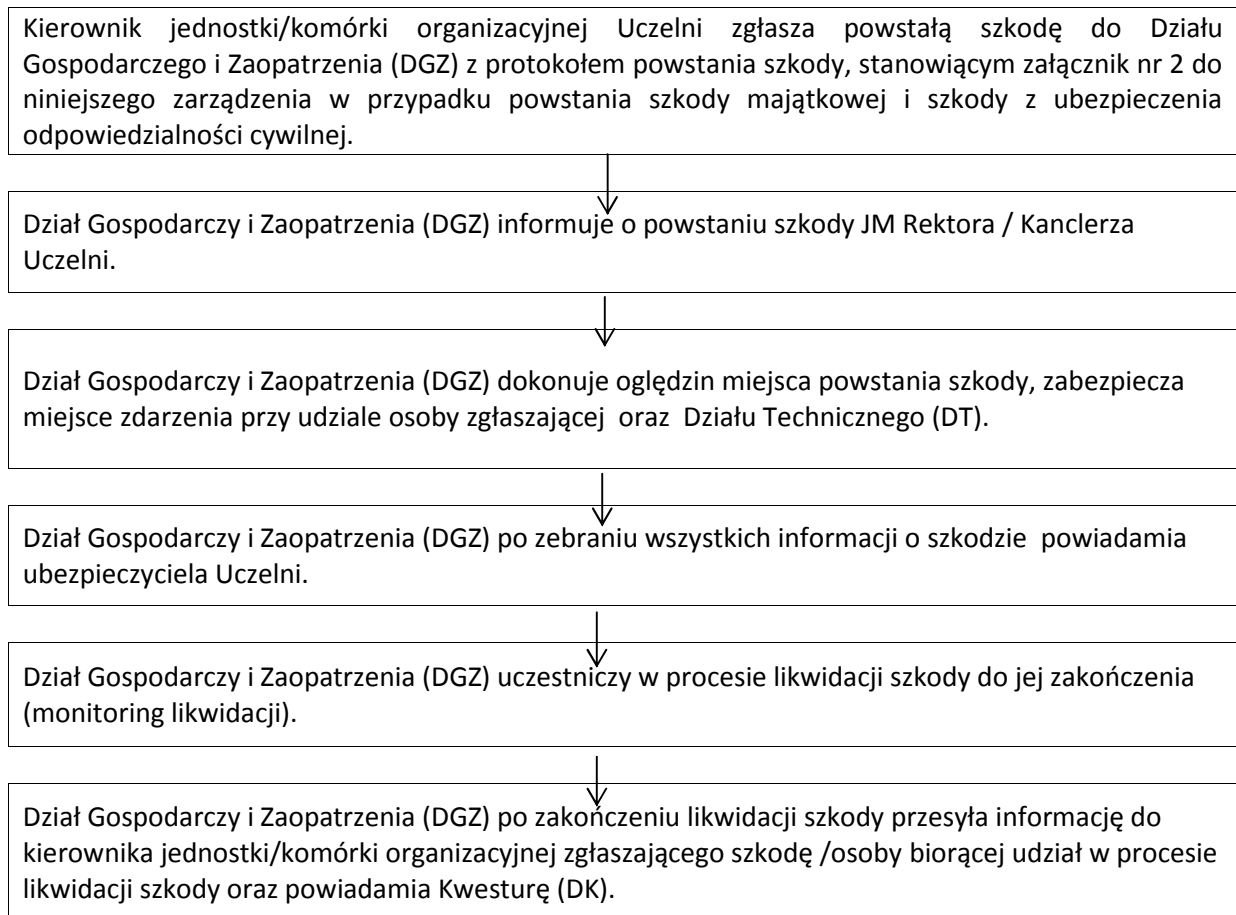 Kierownik jednostki/komórki organizacyjnej Uczelni zgłasza powstałą szkodę do Działu
Gospodarczego i Zaopatrzenia (DGZ) z protokołem powstania szkody, stanowiącym załącznik nr 2 do
niniejszego zarządzenia w przypadku powstania szkody majątkowej i szkody z ubezpieczenia
odpowiedzialności cywilnej.
Dział Gospodarczy i Zaopatrzenia (DGZ) informuje o powstaniu szkody JM Rektora / Kanclerza
Uczelni.
Dział Gospodarczy i Zaopatrzenia (DGZ) dokonuje oględzin miejsca powstania szkody, zabezpiecza
miejsce zdarzenia przy udziale osoby zgłaszającej oraz Działu Technicznego (DT).
Dział Gospodarczy i Zaopatrzenia (DGZ) po zebraniu wszystkich informacji o szkodzie powiadamia
ubezpieczyciela Uczelni.
Dział Gospodarczy i Zaopatrzenia (DGZ) uczestniczy w procesie likwidacji szkody do jej zakończenia
(monitoring likwidacji).
Dział Gospodarczy i Zaopatrzenia (DGZ) po zakończeniu likwidacji szkody przesyła informację do
kierownika jednostki/komórki organizacyjnej zgłaszającego szkodę /osoby biorącej udział w procesie
likwidacji szkody oraz powiadamia Kwesturę (DK).